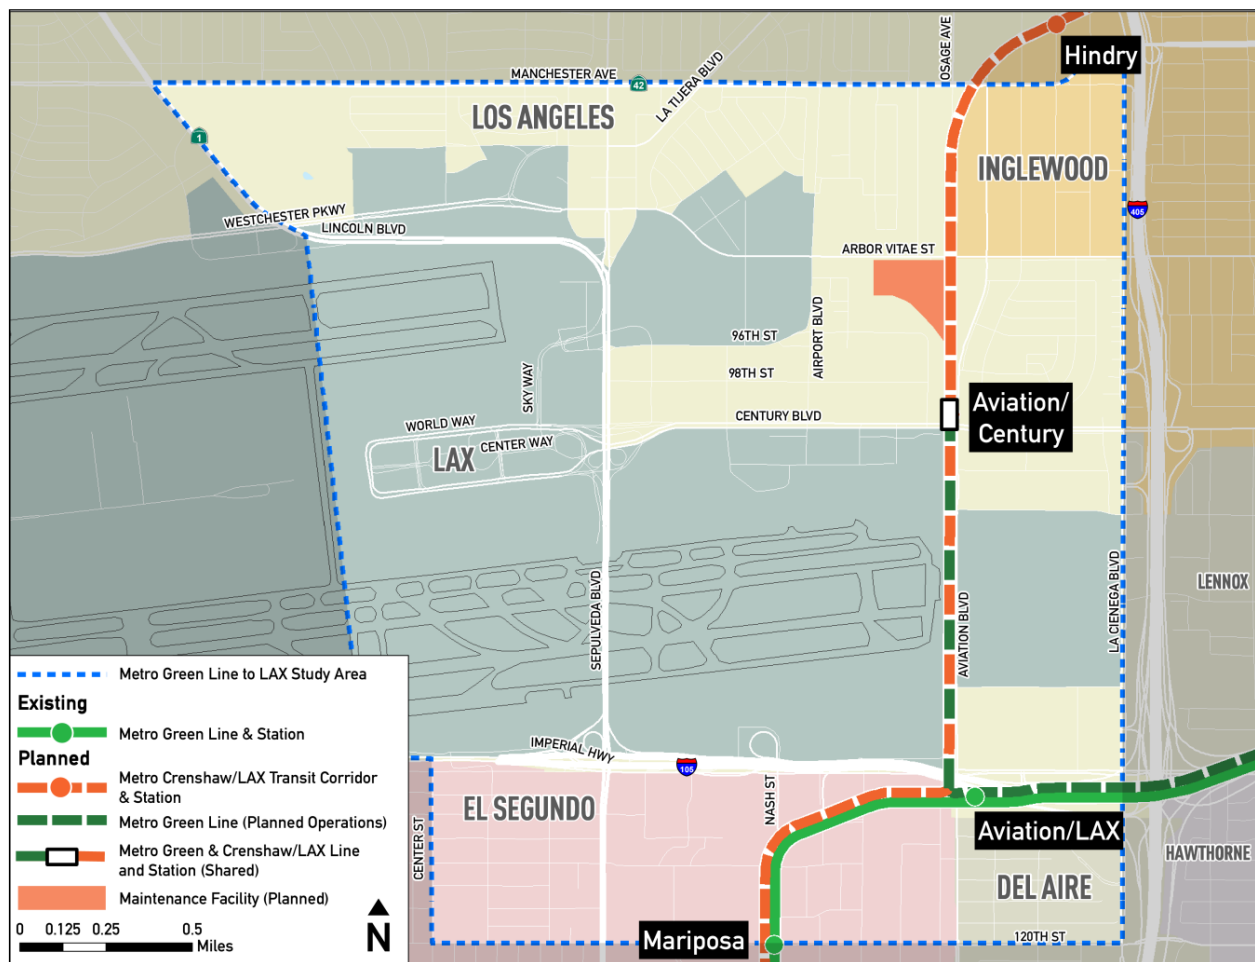 OSAGE AVE
Hindry
MANCHESTER AVE
42
LA TIJERA BLVD
LOS ANGELES
1
INGLEWOOD
405
WESTCHESTER PKWY
LINCOLN BLVD
ARBOR VITAE ST
96TH ST
AIRPORT BLVD
98TH ST
SKY WAY
SEPULVEDA BLVD
WORLD WAY
CENTURY BLVD
CENTER WAY
LAX
Aviation/
Century
LENNOX
LA CIENEGA BLVD
AVIATION BLVD
SEPULVEDA BLVD
IMPERIAL HWY
105
NASH ST
EL SEGUNDO
CENTER ST
Aviation/LAX
HAWTHORNE
DEL AIRE
Mariposa
120TH ST
Metro Green Line to LAX Study Area
Existing
Metro Green Line & Station
Planned
Metro Crenshaw/LAX Transit Corridor
& Station
Metro Green Line (Planned Operations)
Metro Green & Crenshaw/LAX Line
and Station (Shared)
Maintenance Facility (Planned)
0 0.125 0.25 0.5
Miles
N